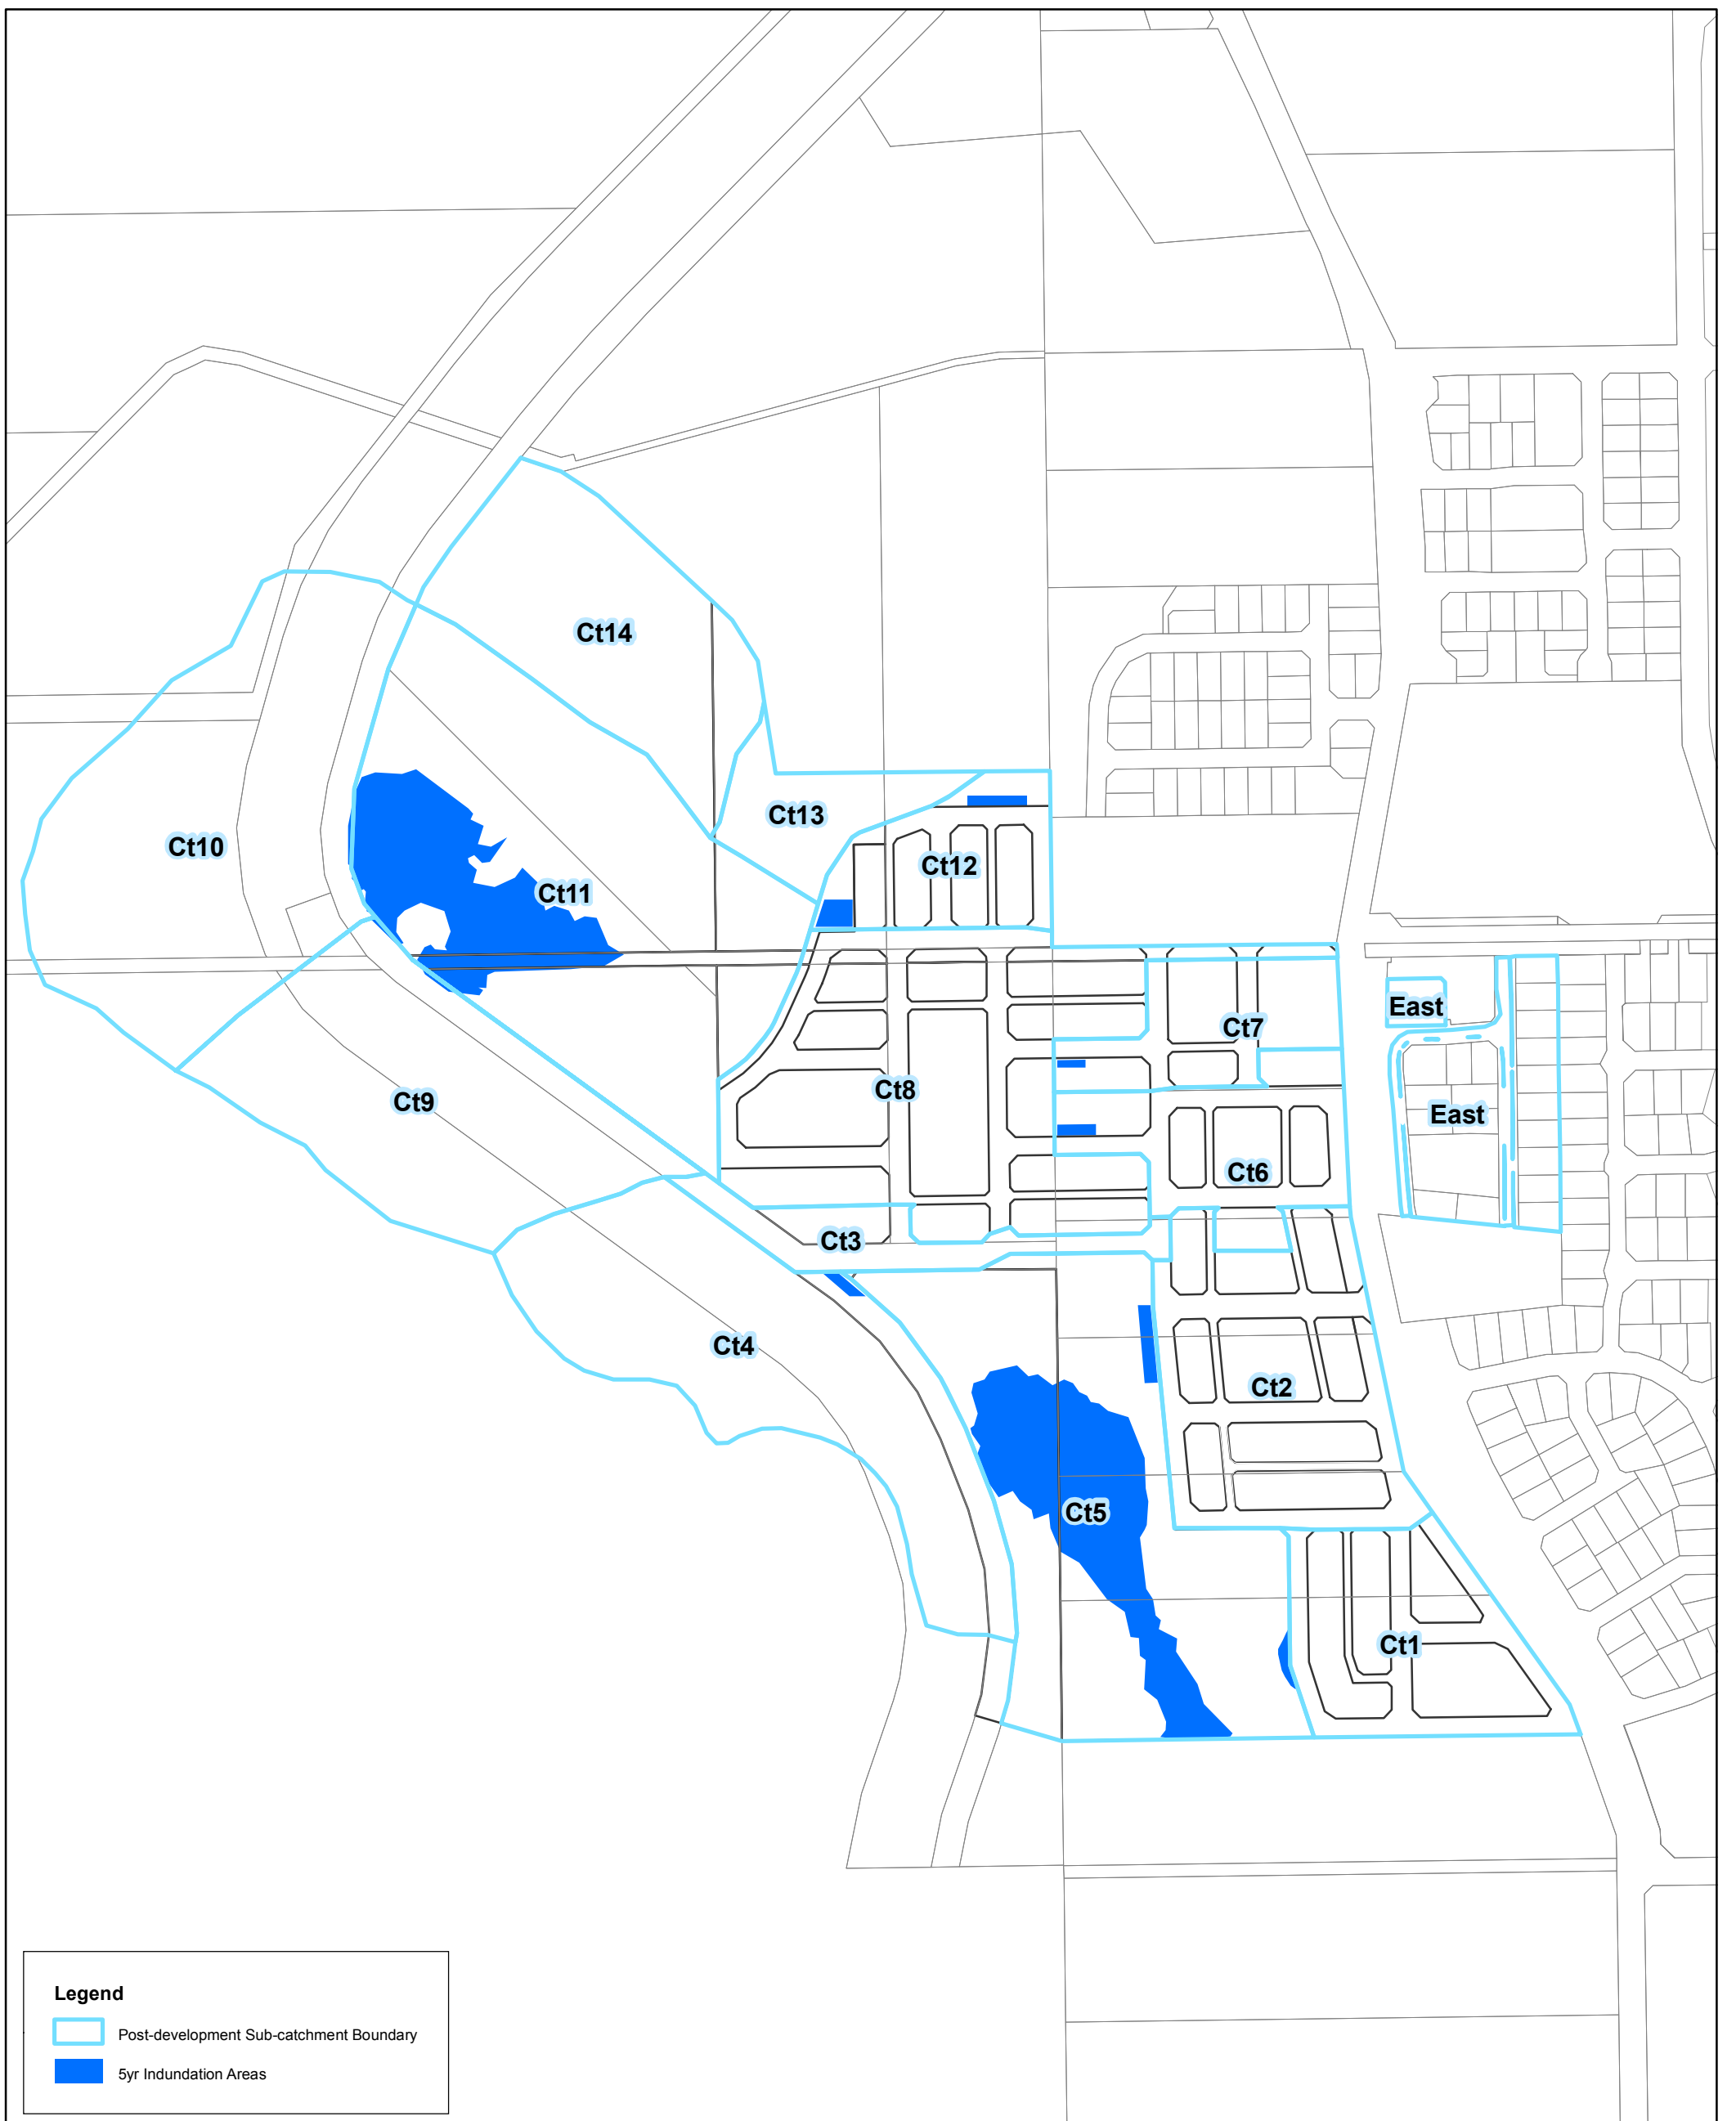 Ct14
Ct13
Ct10
Ct12
Ct11
East
Ct7
Ct8
Ct9
East
Ct6
Ct3
Ct4
Ct2
Ct5
Ct1
Legend
Post-development Sub-catchment Boundary
5yr Indundation Areas